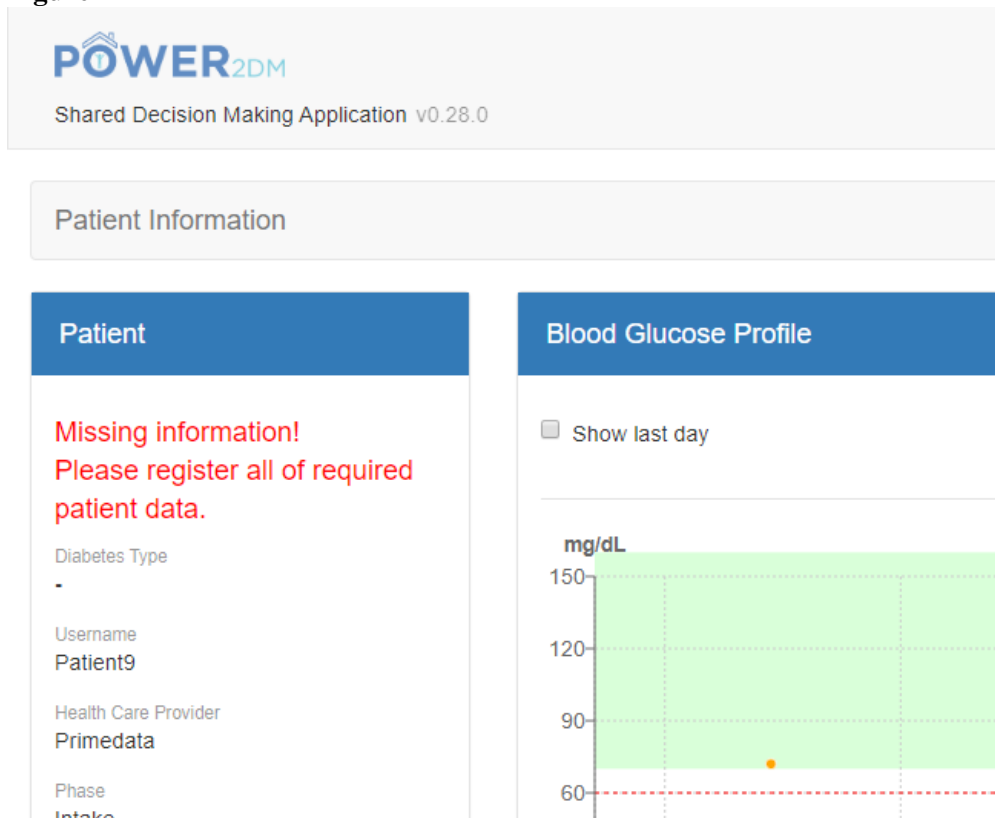 POWER2DM
Shared Decision Making Application v0.28.0
Patient Information
Patient
Missing information!
Please register all of required
patient data.
Diabetes Type
-
Username
Patient9
Health Care Provider
Primedata
Phase
Intake
Blood Glucose Profile
Show last day
mg/dL
150
120
90
60